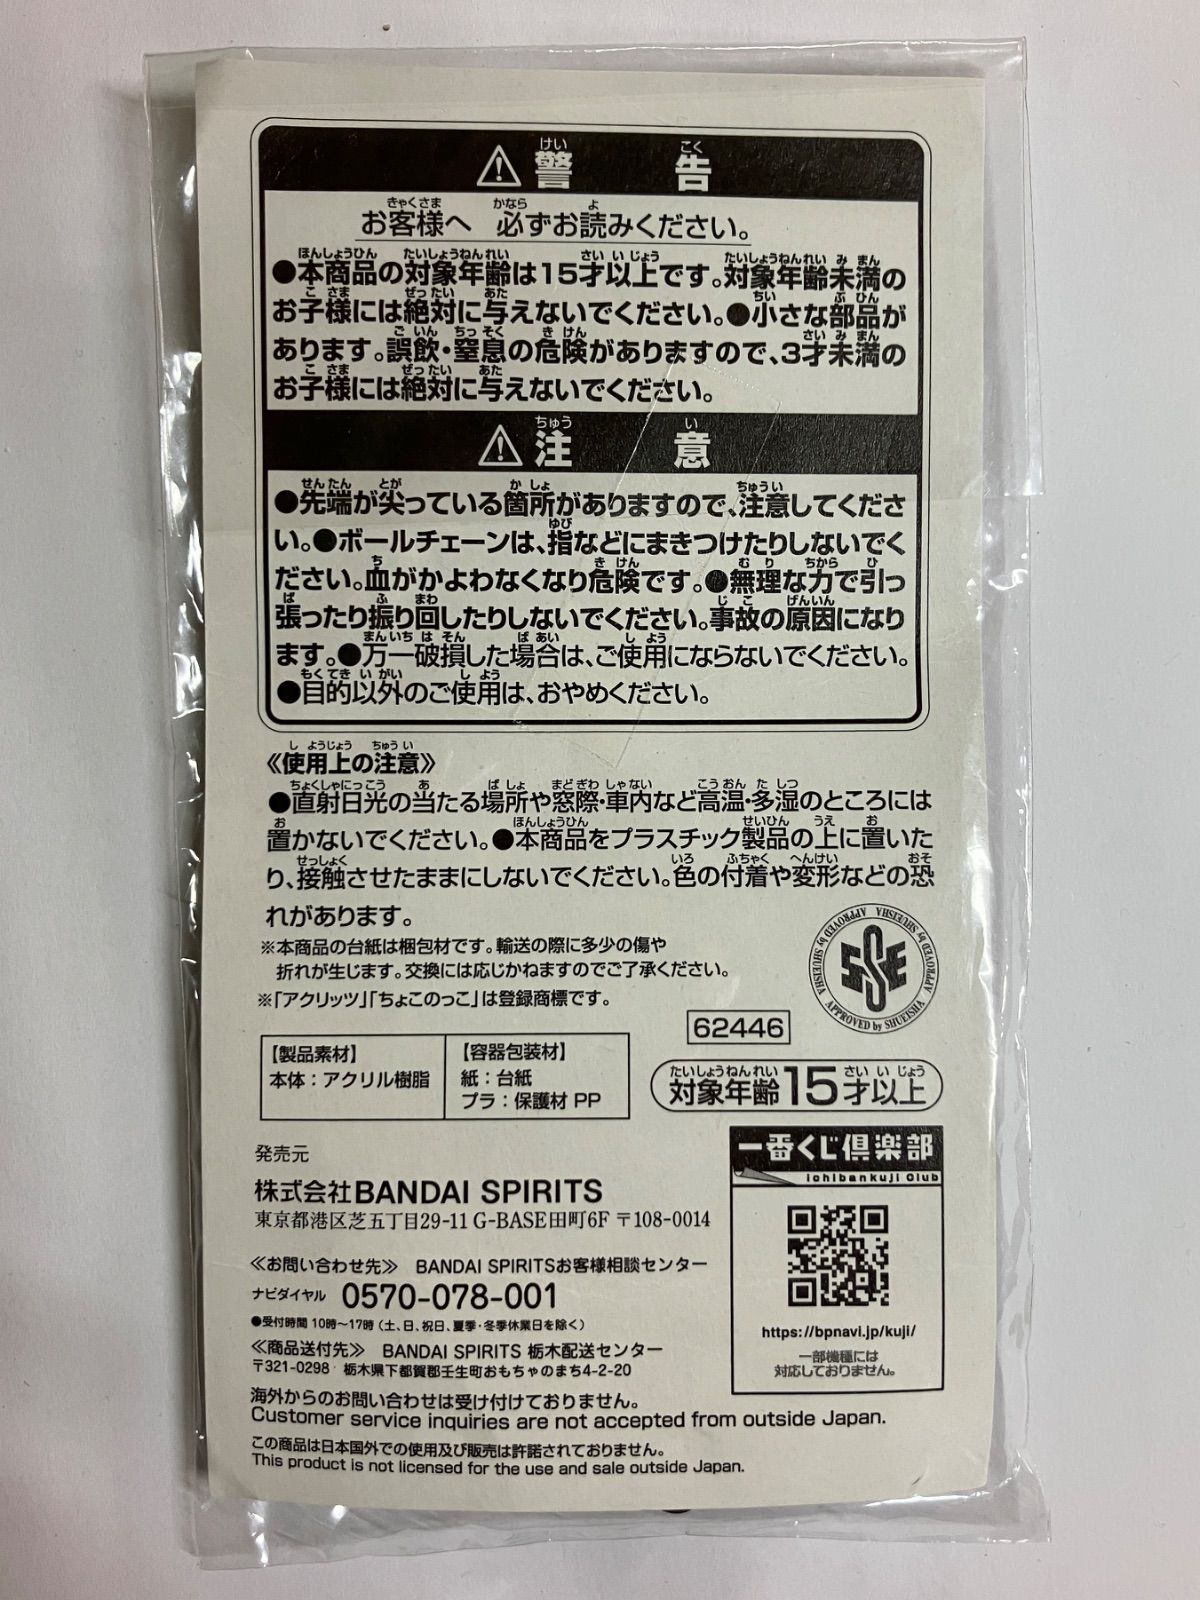 ⚠警告
お客様へ 必ずお読みください。
●本商品の対象年齢は15才以上です。対象年齢未満の
お子様には絶対に与えないでください。●小さな部品が
あります。誤飲・窒息の危険がありますので、3才未満の
お子様には絶対に与えないでください。
⚠注意
●先端が尖っている箇所がありますので、注意してくださ
い。●ボールチェーンは、指などにまきつけたりしないでく
ださい。血がかよわなくなり危険です。●無理な力で引っ
張ったり振り回したりしないでください。事故の原因になり
ます。●万一破損した場合は、ご使用にならないでください。
●目的以外のご使用は、おやめください。
《使用上の注意》
●直射日光の当たる場所や窓際・車内など高温・多湿のところには
置かないでください。●本商品をプラスチック製品の上に置いた
り、接触させたままにしないでください。色の付着や変形などの恐
れがあります。
※本商品の台紙は梱包材です。輸送の際に多少の傷や
折れが生じます。交換には応じかねますのでご了承ください。
※「アクリッツ」「ちょこのっこ」は登録商標です。
APPROVED by SHUEISHA APPROVED by SHUEISHA APPROVED by SHUEISHA
SSE
62446
【製品素材】
本体：アクリル樹脂
【容器包装材】
紙：台紙
プラ：保護材 PP
対象年齢15才以上
発売元
株式会社BANDAI SPIRITS
東京都港区芝五丁目29-11 G-BASE田町6F 〒108-0014
≪お問い合わせ先≫ BANDAI SPIRITSお客様相談センター
ナビダイヤル 0570-078-001
●受付時間 10時〜17時（土、日、祝日、夏季・冬季休業日を除く）
≪商品送付先≫ BANDAI SPIRITS 栃木配送センター
〒321-0298 栃木県下都賀郡壬生町おもちゃのまち4-2-20
海外からのお問い合わせは受け付けておりません。
Customer service inquiries are not accepted from outside Japan.
この商品は日本国外での使用及び販売は許諾されておりません。
This product is not licensed for the use and sale outside Japan.
一番くじ倶楽部
ichibankuji Club
https://bpnavi.jp/kuji/
一部機種には
対応しておりません。